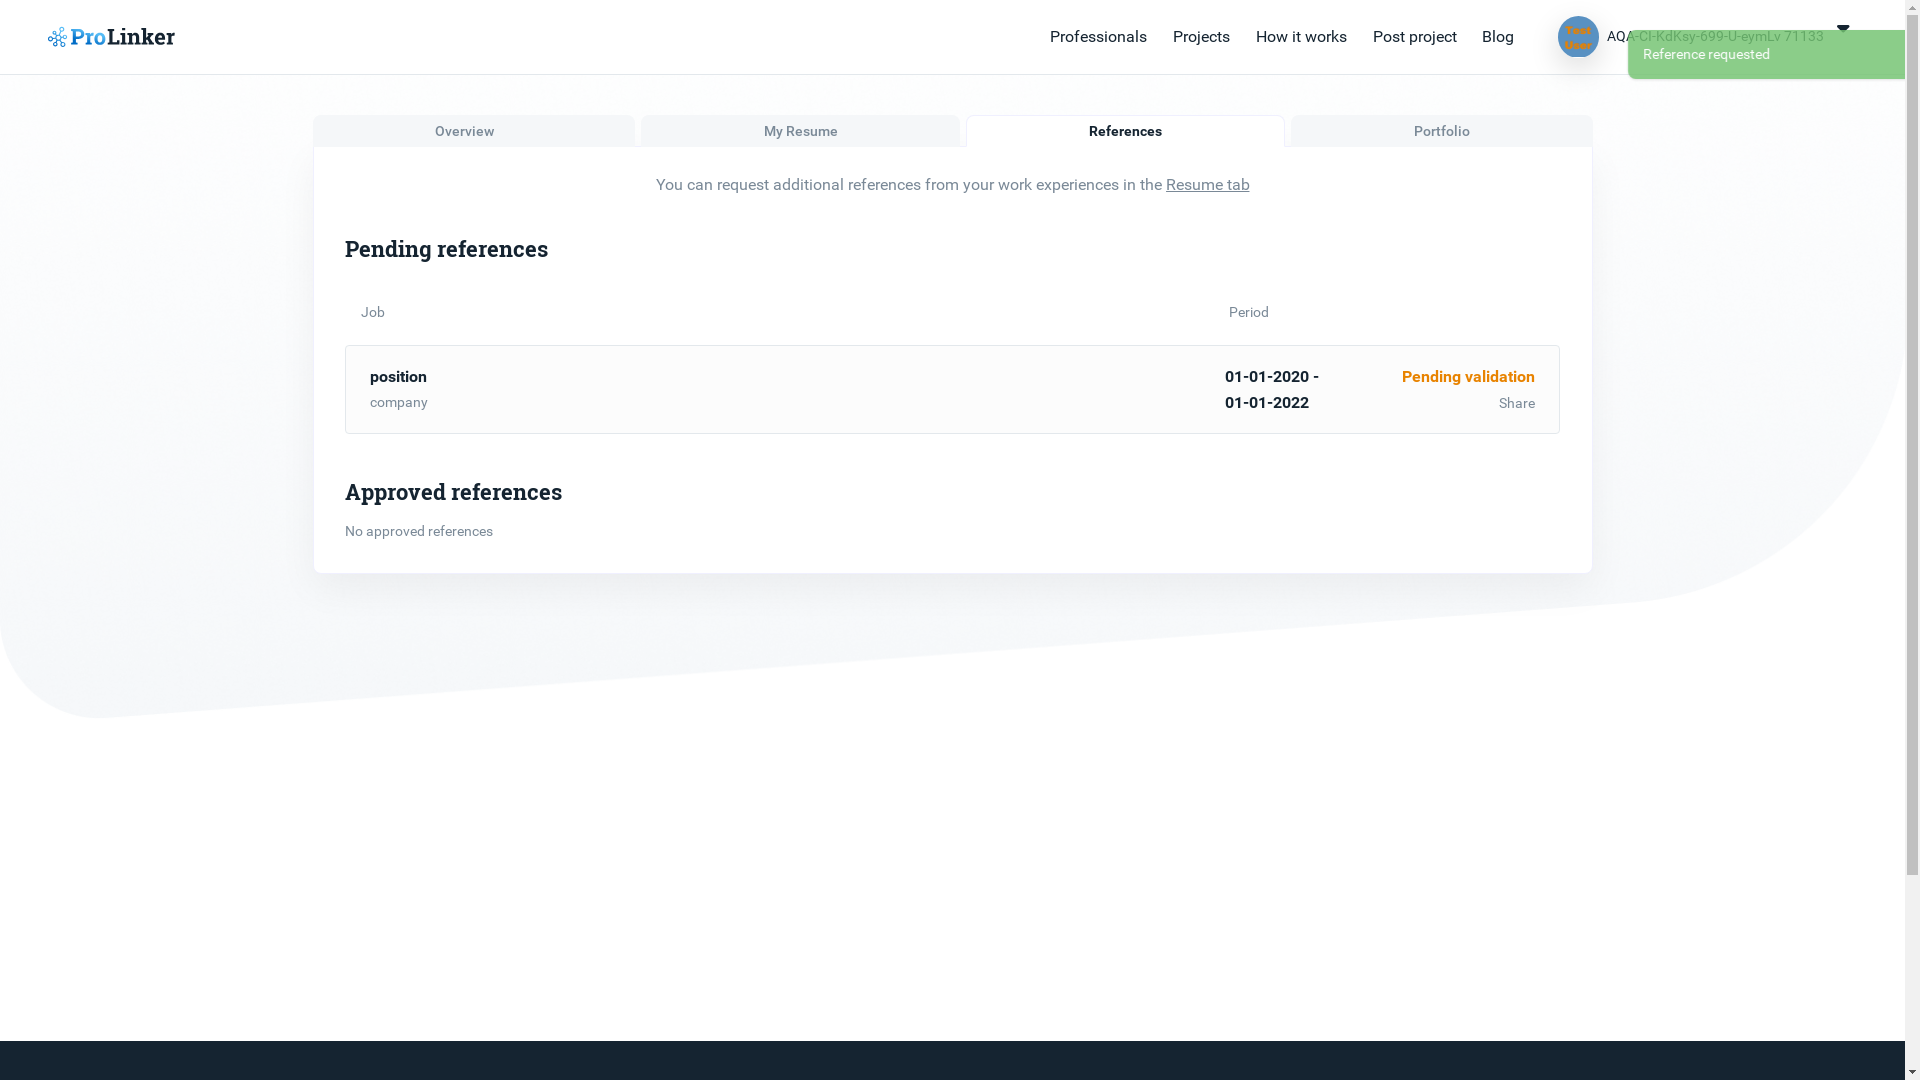 ProLinker
Professionals
Projects
How it works
Post project
Blog
Test
User
AQA-CI-KdKsy-699-U-eymLv 71133
Reference requested
Overview
My Resume
References
Portfolio
You can request additional references from your work experiences in the Resume tab
Pending references
Job
Period
position
company
01-01-2020 -
01-01-2022
Pending validation
Share
Approved references
No approved references